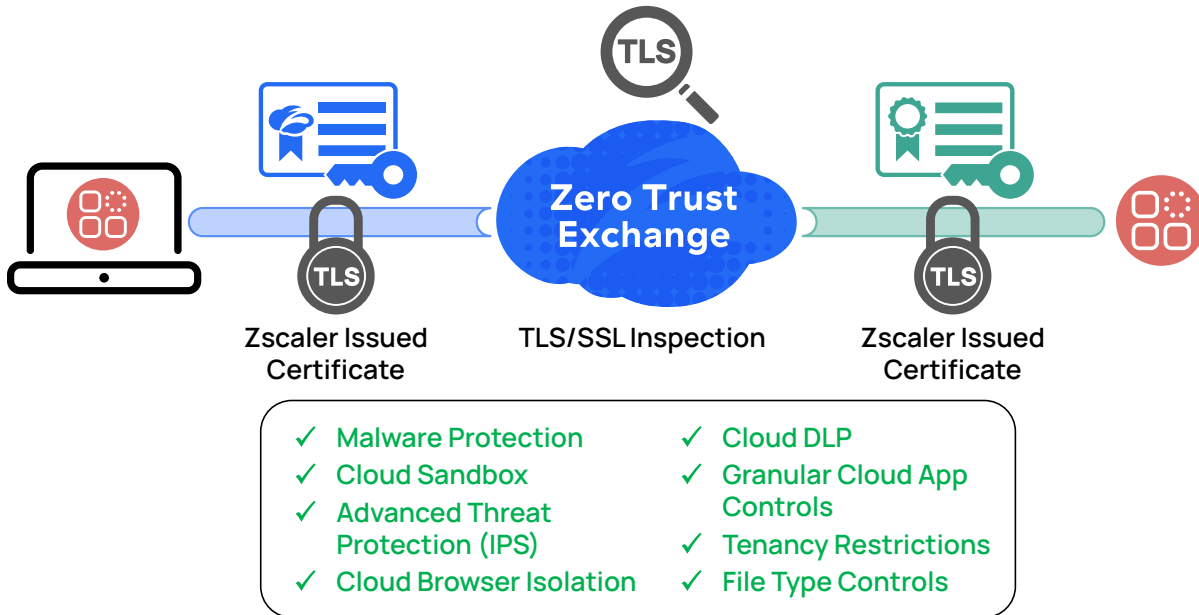 TLS
Zero Trust
Exchange
TLS
TLS
Zscaler Issued
Certificate
TLS/SSL Inspection
Zscaler Issued
Certificate
✓ Malware Protection
✓ Cloud Sandbox
✓ Advanced Threat
Protection (IPS)
✓ Cloud Browser Isolation
✓ Cloud DLP
✓ Granular Cloud App
Controls
✓ Tenancy Restrictions
✓ File Type Controls